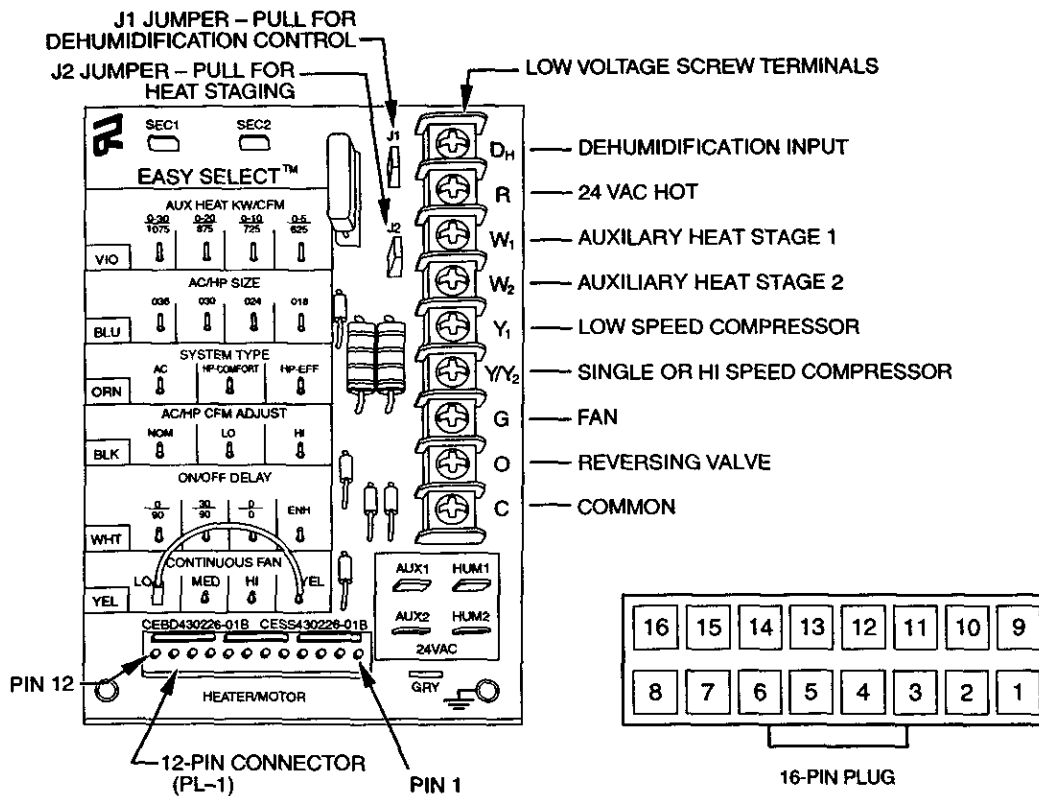 J1 JUMPER – PULL FOR
DEHUMIDIFICATION CONTROL
J2 JUMPER – PULL FOR
HEAT STAGING
LOW VOLTAGE SCREW TERMINALS
SEC1 SEC2
J1
EASY SELECT™
AUX HEAT KW/CFM
0-30 0-20 0-10 0-5
1075 875 725 625
VIO
J2
AC/HP SIZE
036 030 024 018
BLU
SYSTEM TYPE
AC HP-COMFORT HP-EFF
ORN
AC/HP CFM ADJUST
NOM LO HI
BLK
ON/OFF DELAY
0 30 0 ENH
90 90 0
WHT
CONTINUOUS FAN
LO MED HI YEL
YEL
DH DEHUMIDIFICATION INPUT
R 24 VAC HOT
W1 AUXILARY HEAT STAGE 1
W2 AUXILIARY HEAT STAGE 2
Y1 LOW SPEED COMPRESSOR
Y/Y2 SINGLE OR HI SPEED COMPRESSOR
G FAN
O REVERSING VALVE
C COMMON
AUX1 HUM1
AUX2 HUM2
24VAC
CEBD430226-01B CESS430226-01B
PIN 12
HEATER/MOTOR
GRY
12-PIN CONNECTOR
(PL–1)
PIN 1
16 15 14 13 12 11 10 9
8 7 6 5 4 3 2 1
16-PIN PLUG